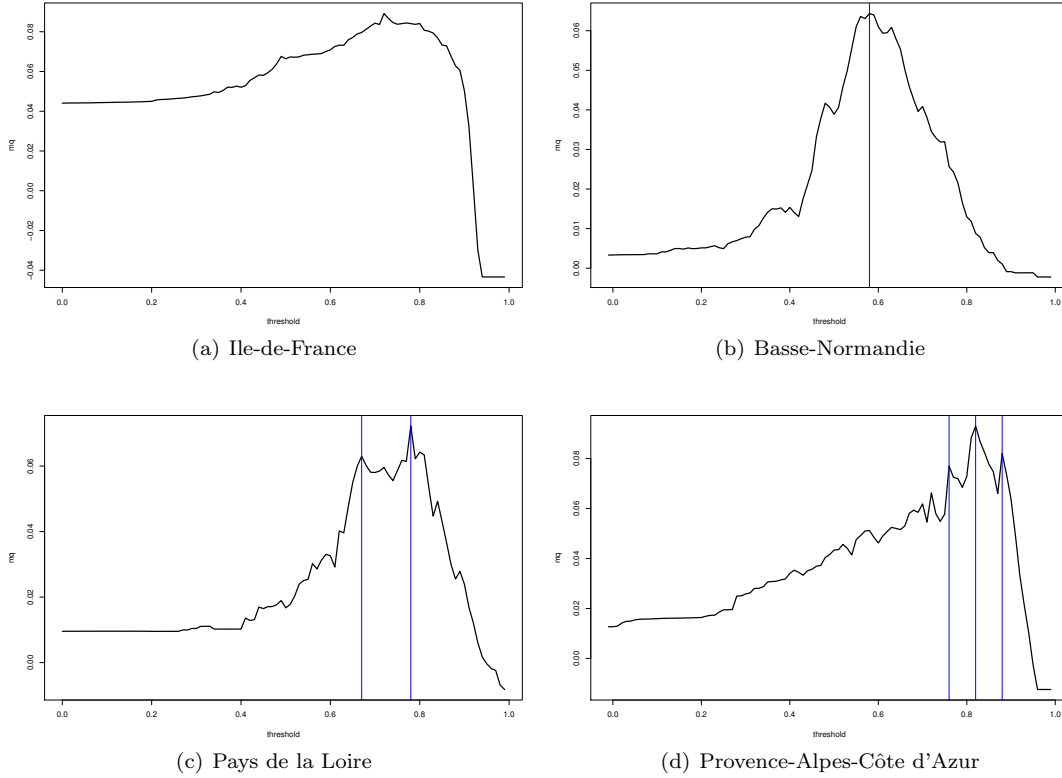 0.08
0.06
0.04
0.02
0.00
−0.02
−0.04
mq
0.0 0.2 0.4 0.6 0.8 1.0
threshold
(a) Ile-de-France
0.06
0.05
0.04
0.03
0.02
0.01
0.00
mq
0.0 0.2 0.4 0.6 0.8 1.0
threshold
(b) Basse-Normandie
0.06
0.04
0.02
0.00
mq
0.0 0.2 0.4 0.6 0.8 1.0
threshold
(c) Pays de la Loire
0.08
0.06
0.04
0.02
0.00
mq
0.0 0.2 0.4 0.6 0.8 1.0
threshold
(d) Provence-Alpes-Côte d'Azur